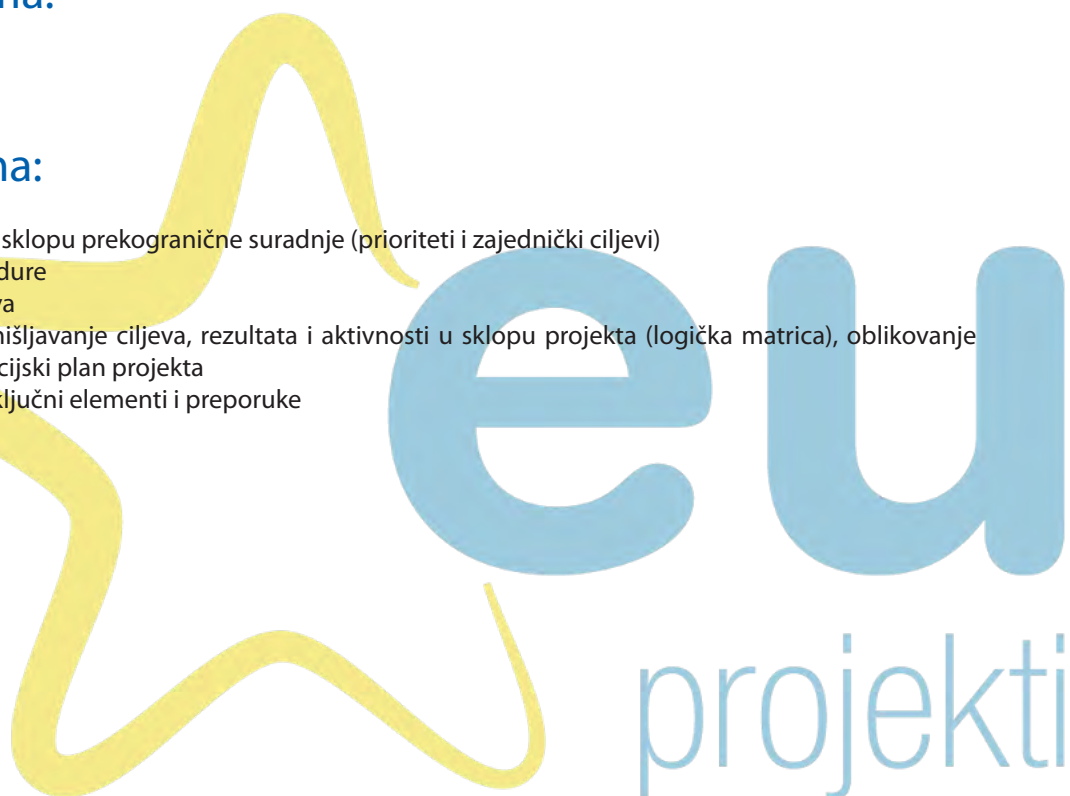 na:
na:
sklopu prekogranične suradnje (prioriteti i zajednički ciljevi)
dure
va
nišljavanje ciljeva, rezultata i aktivnosti u sklopu projekta (logička matrica), oblikovanje
cijski plan projekta
ključni elementi i preporuke
eu
projekti